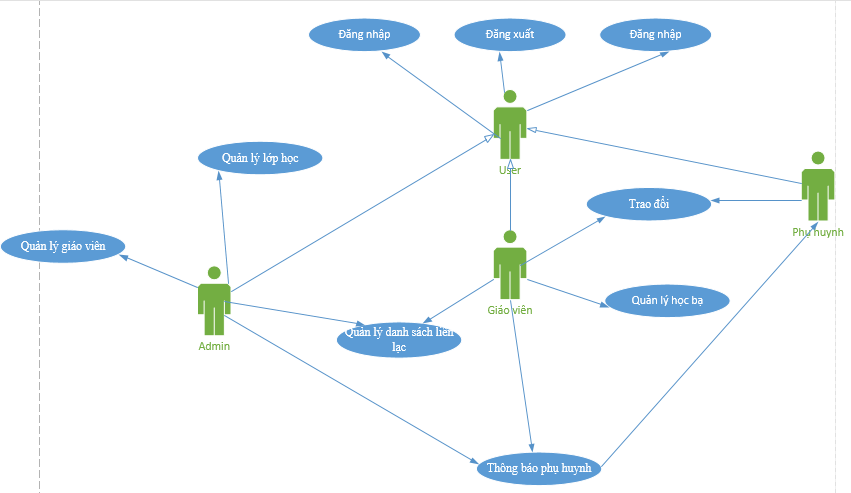 Đăng nhập
Đăng xuất
Đăng nhập
User
Quản lý lớp học
Trao đổi
Phụ huynh
Quản lý giáo viên
Giáo viên
Quản lý học bạ
Admin
Quản lý danh sách liên
lạc
Thông báo phụ huynh